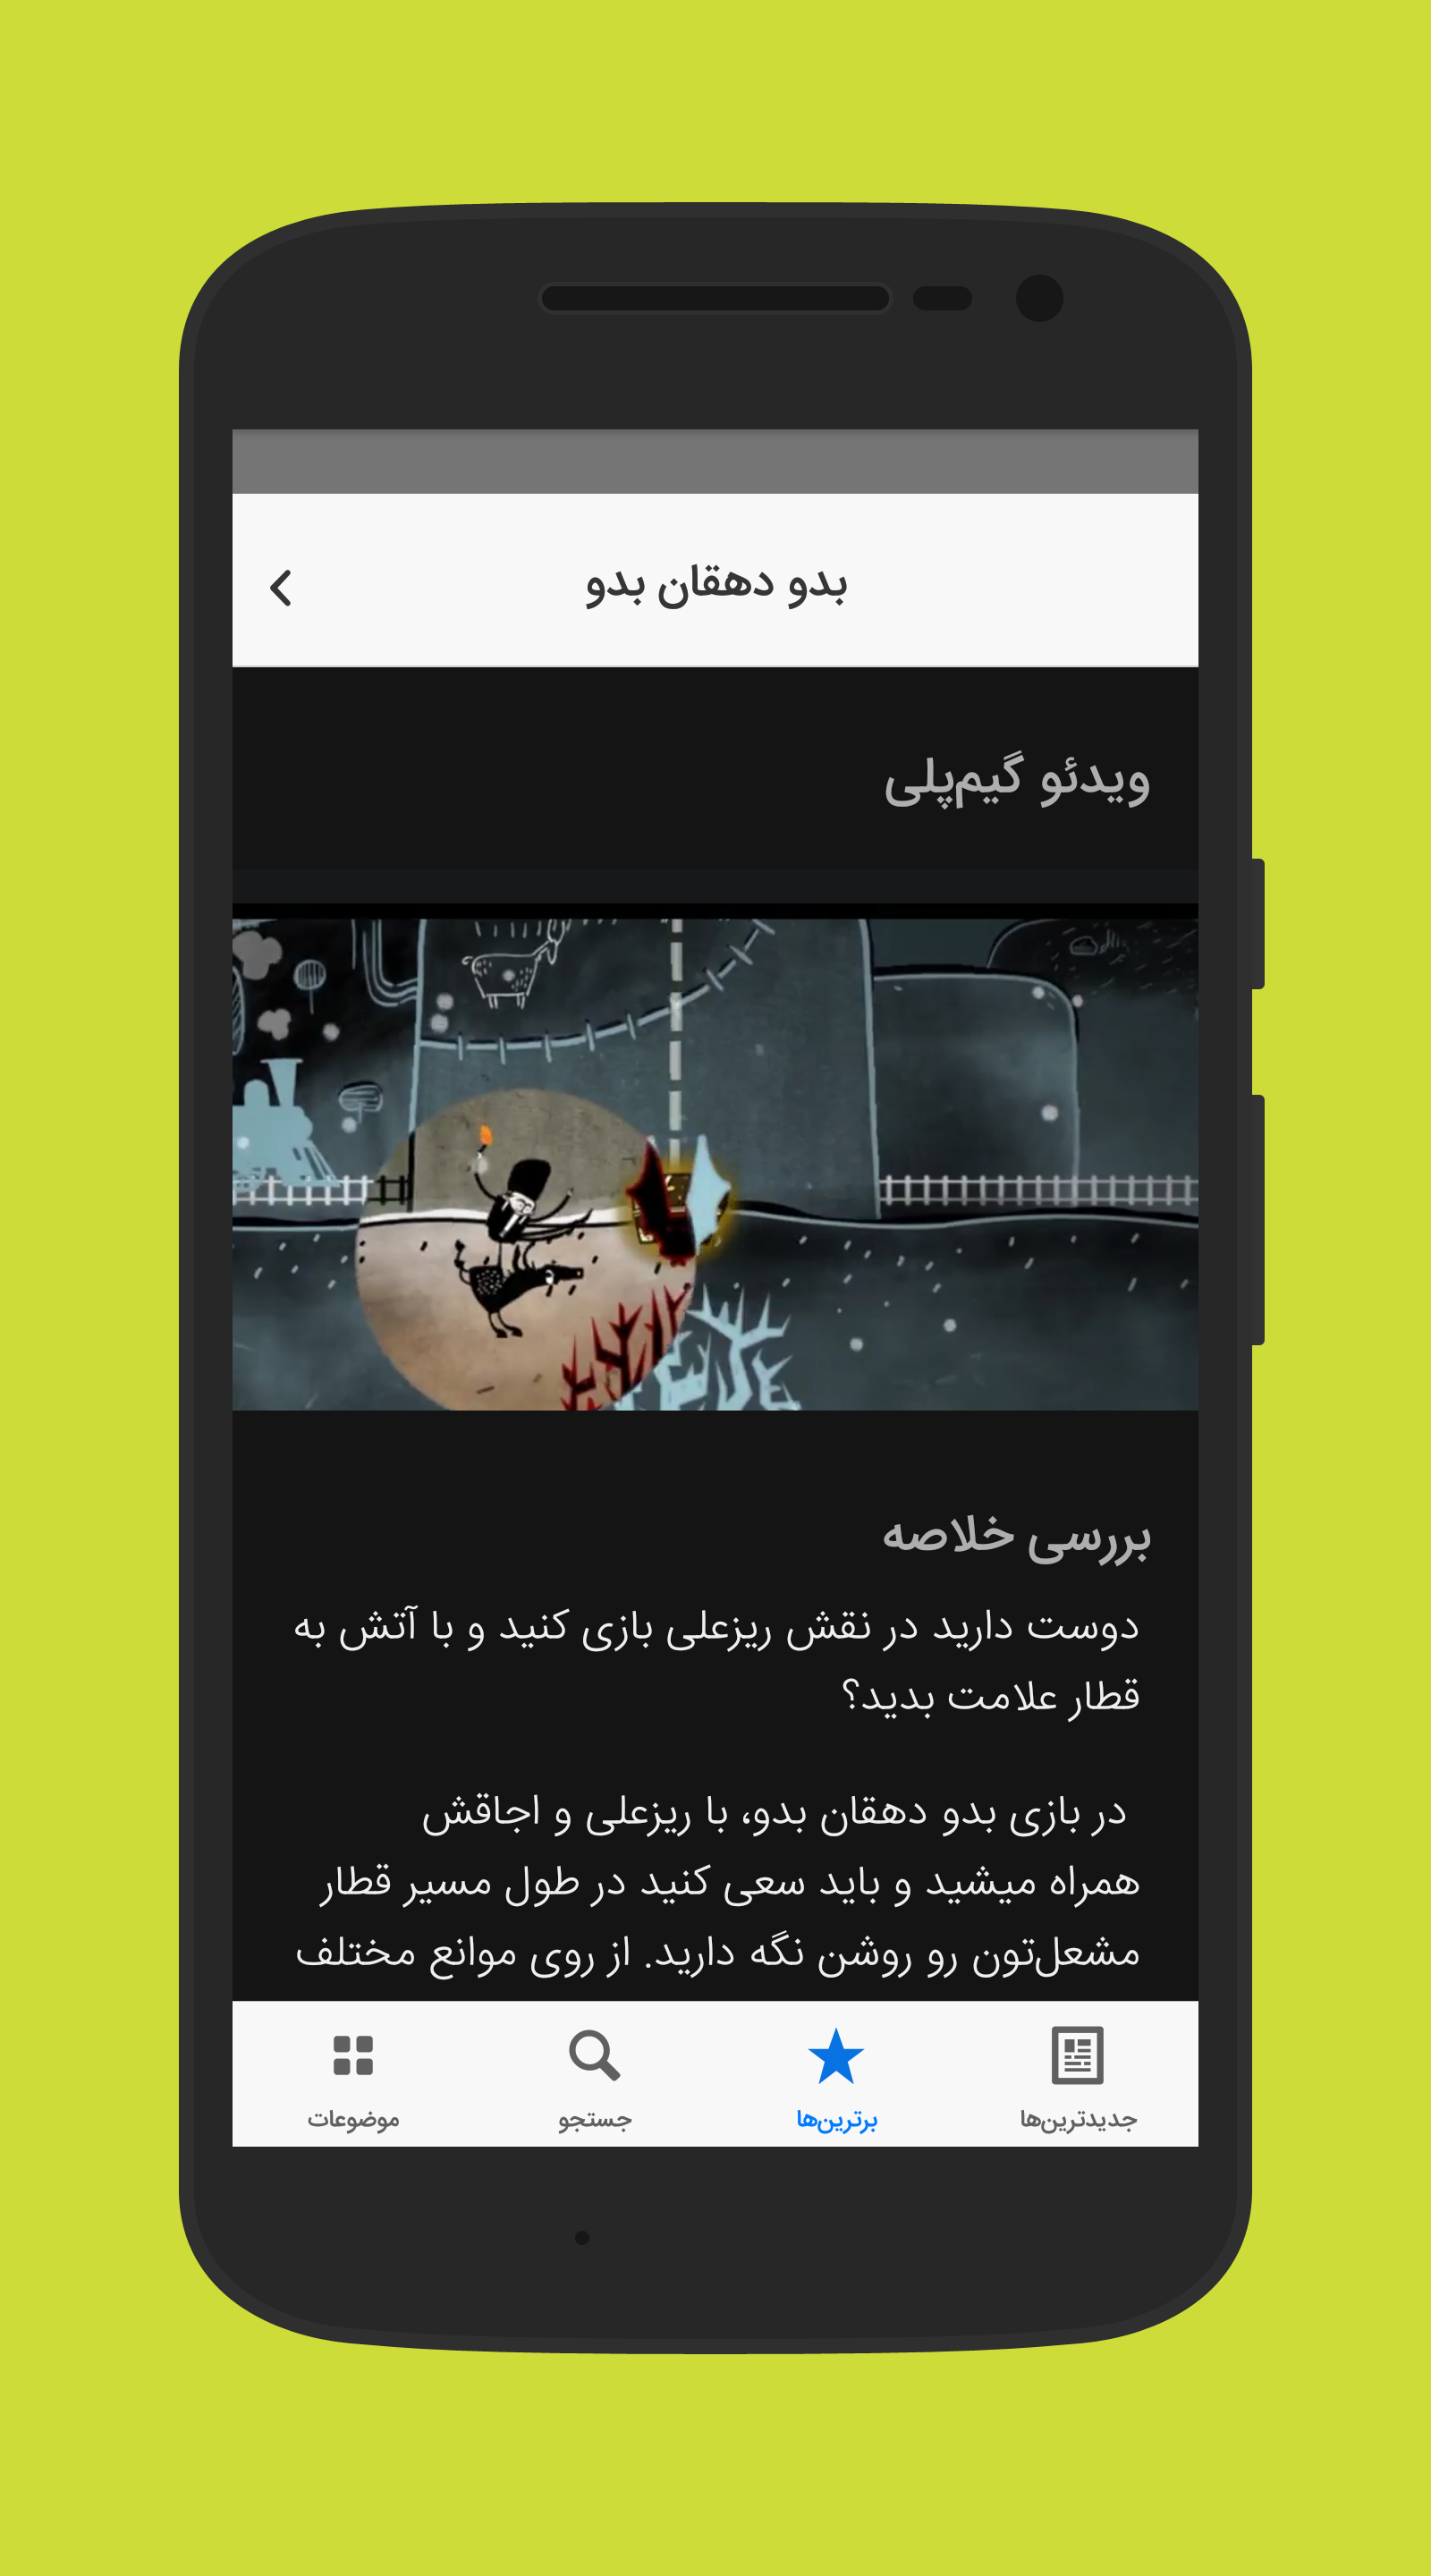 بدو دهقان بدو
ویدئو گیم‌پلی
بررسی خلاصه
دوست دارید در نقش ریزعلی بازی کنید و با آتش به
قطار علامت بدید؟
در بازی بدو دهقان بدو، با ریزعلی و اجاقش
همراه میشید و باید سعی کنید در طول مسیر قطار
مشعل‌تون رو روشن نگه دارید. از روی موانع مختلف
جدیدترین‌ها
برترین‌ها
جستجو
موضوعات